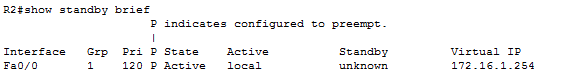 R2#show standby brief
                     P indicates configured to preempt.
                     |
Interface   Grp  Pri P State   Active          Standby         Virtual IP
Fa0/0       1    120 P Active  local           unknown         172.16.1.254